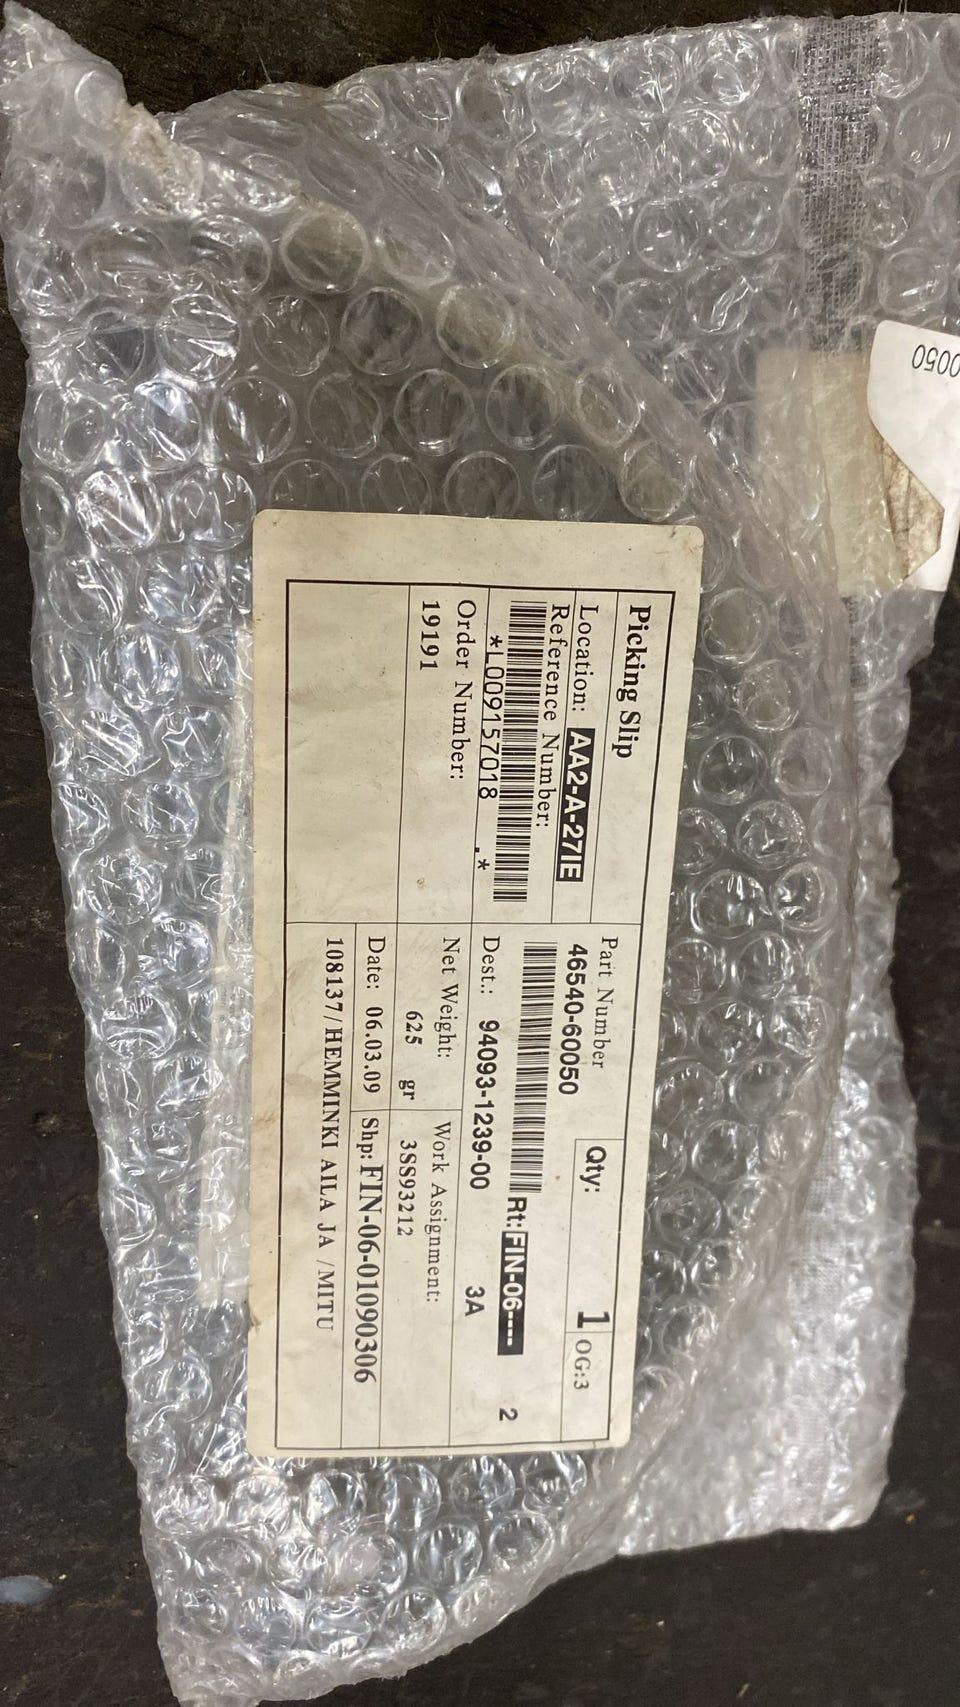 Picking Slip
Location: AA2-A-27IE
Reference Number:
*L009157018 .*
Order Number:
19191
Part Number
46540-60050
Qty: 1
OG:3
Rt: FIN-06---- 2
Dest.: 94093-1239-00 3A
Net Weight:
625 gr
Work Assignment:
3SS93212
Date: 06.03.09
Shp: FIN-06-01090306
108137/HEMMINKI AILA JA /MITU
0050